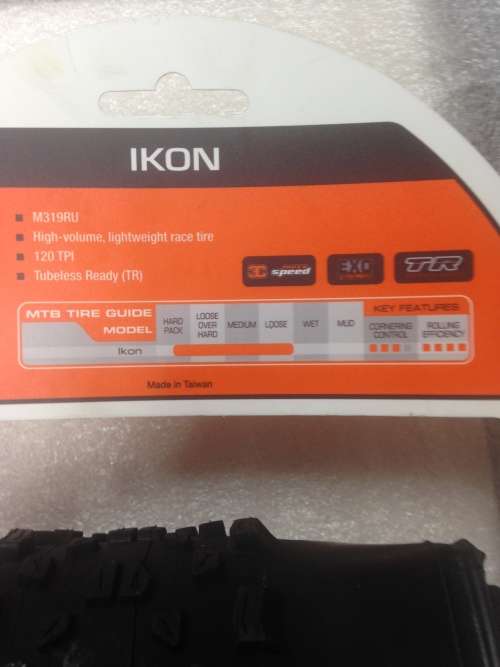 IKON
M319RU
High-volume, lightweight race tire
120 TPI
Tubeless Ready (TR)
3C speed
EXO
TR
MTB TIRE GUIDE
MODEL
HARD PACK
LOOSE OVER HARD
MEDIUM
LOOSE
WET
MUD
KEY FEATURES
CORNERING CONTROL
ROLLING EFFICIENCY
Ikon
Made in Taiwan